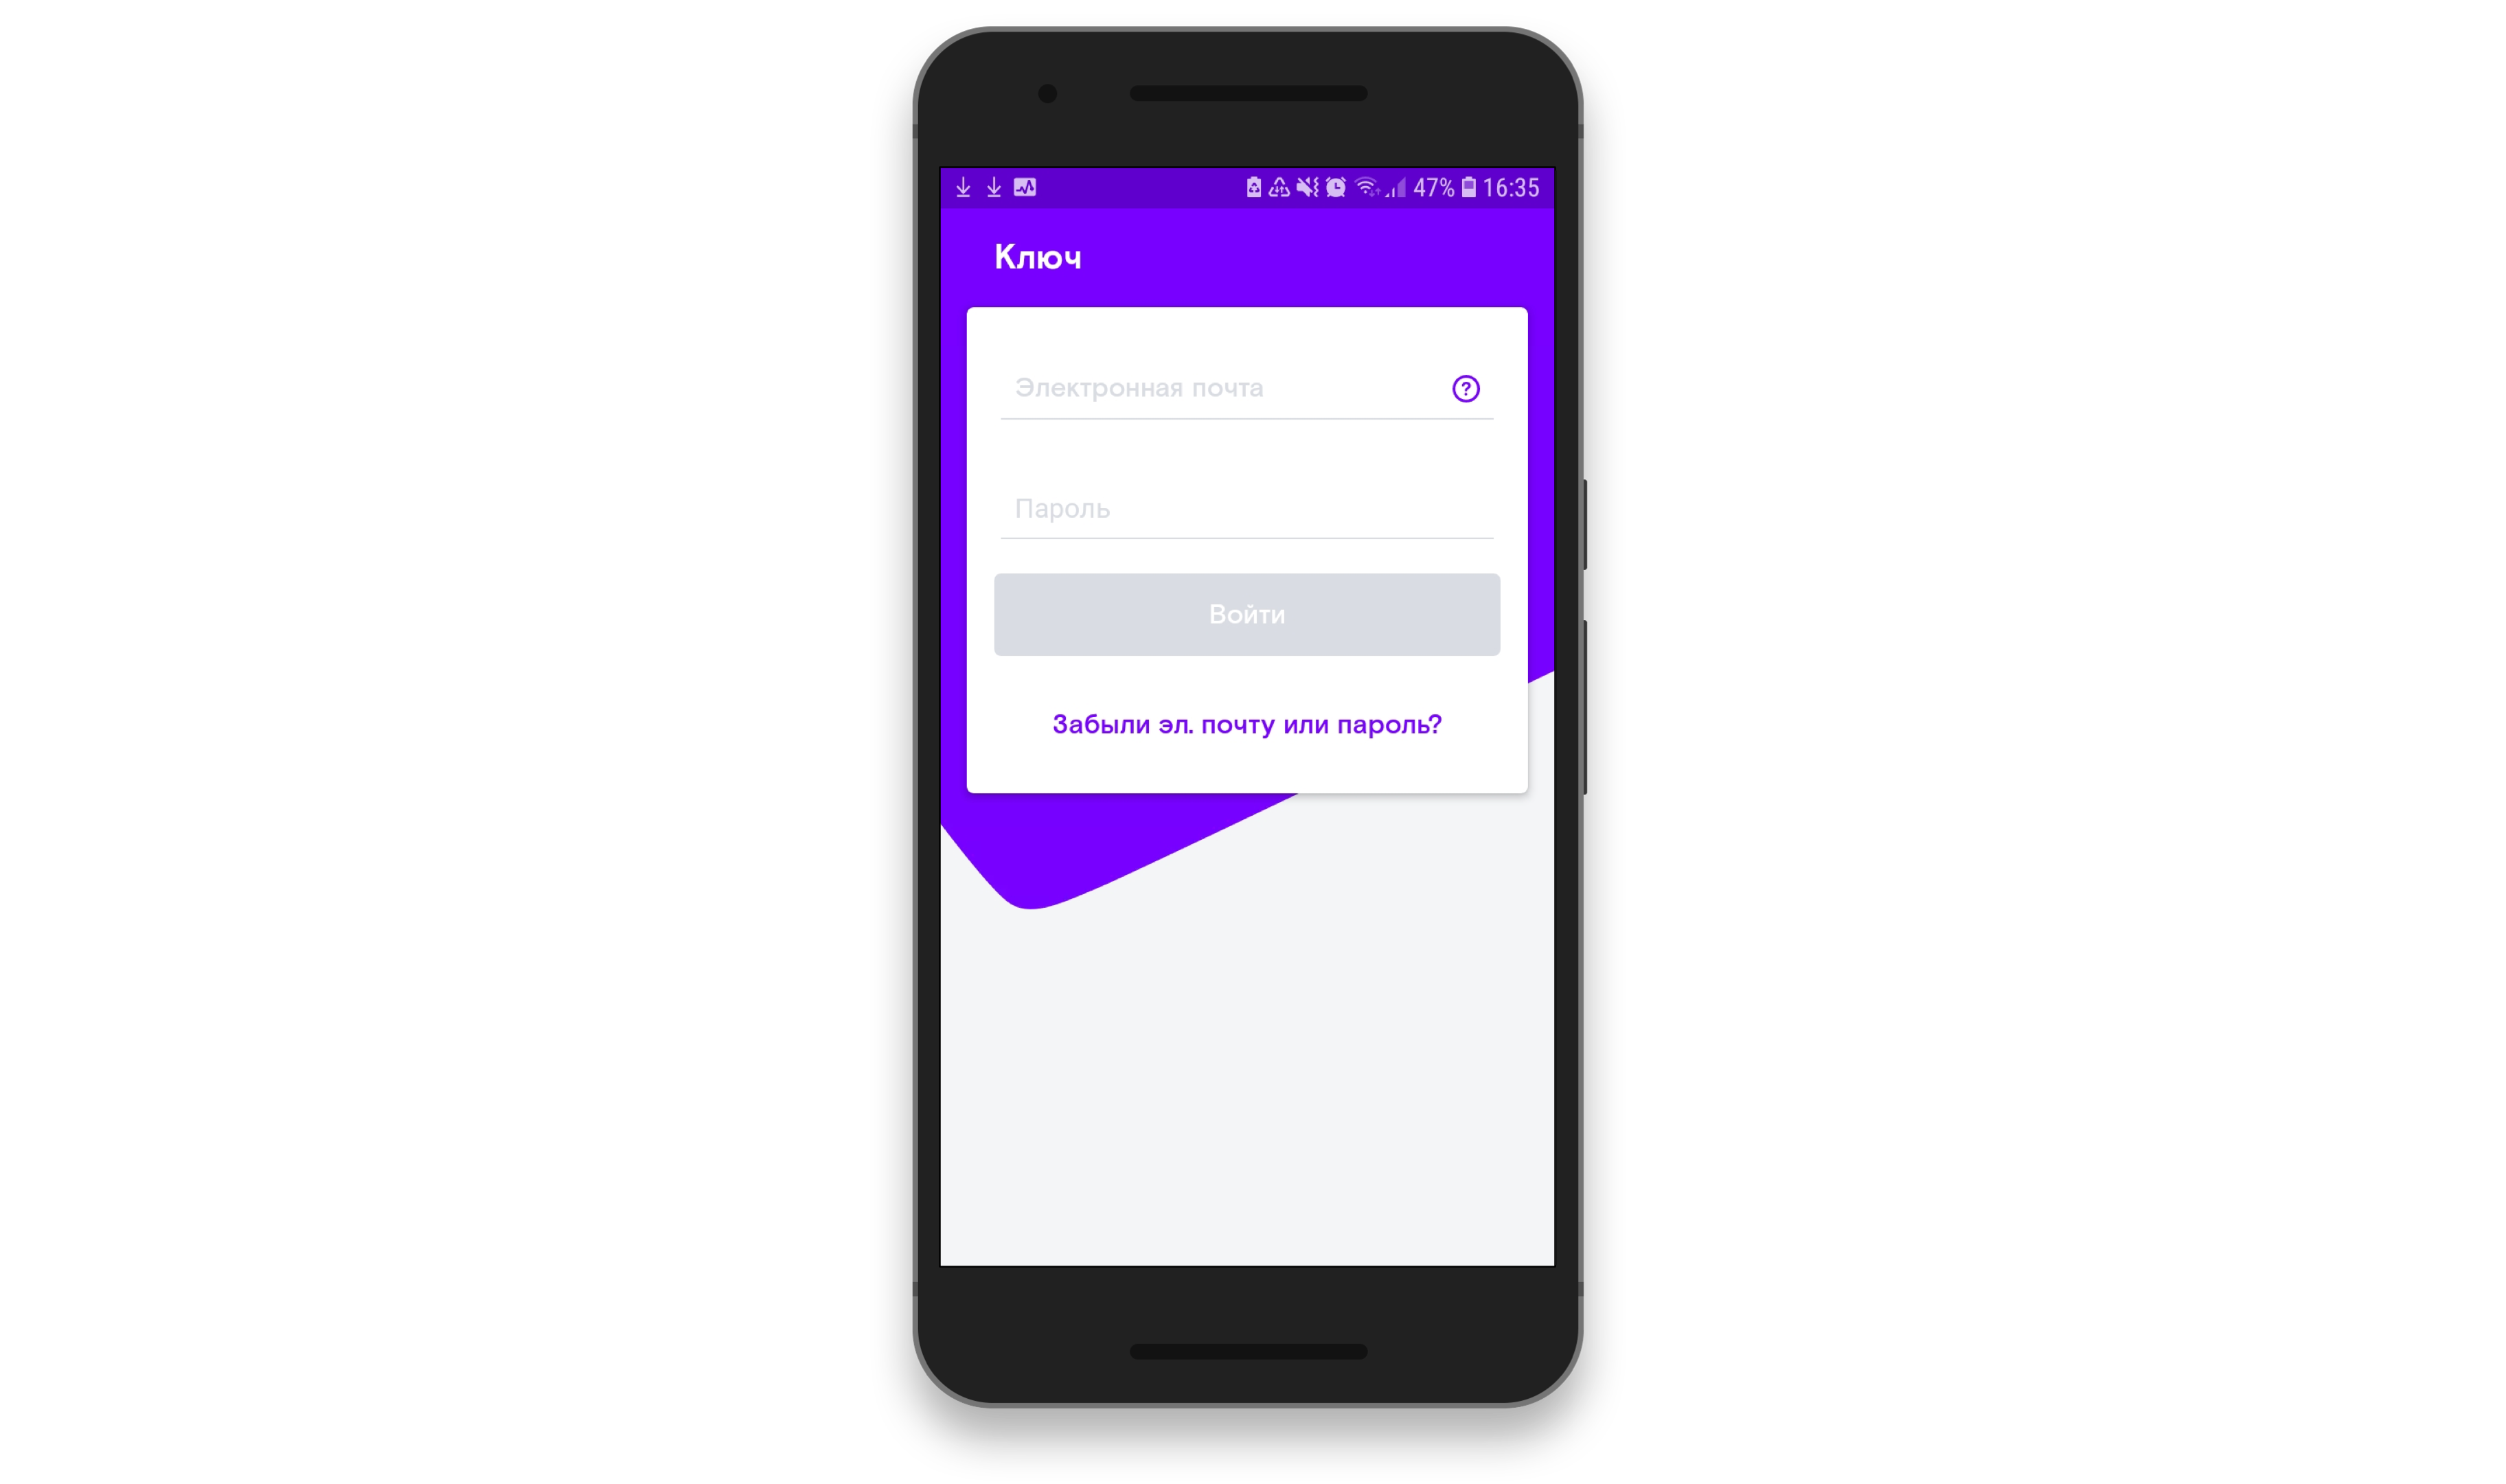 47% 16:35
Ключ
Электронная почта
Пароль
Войти
Забыли эл. почту или пароль?